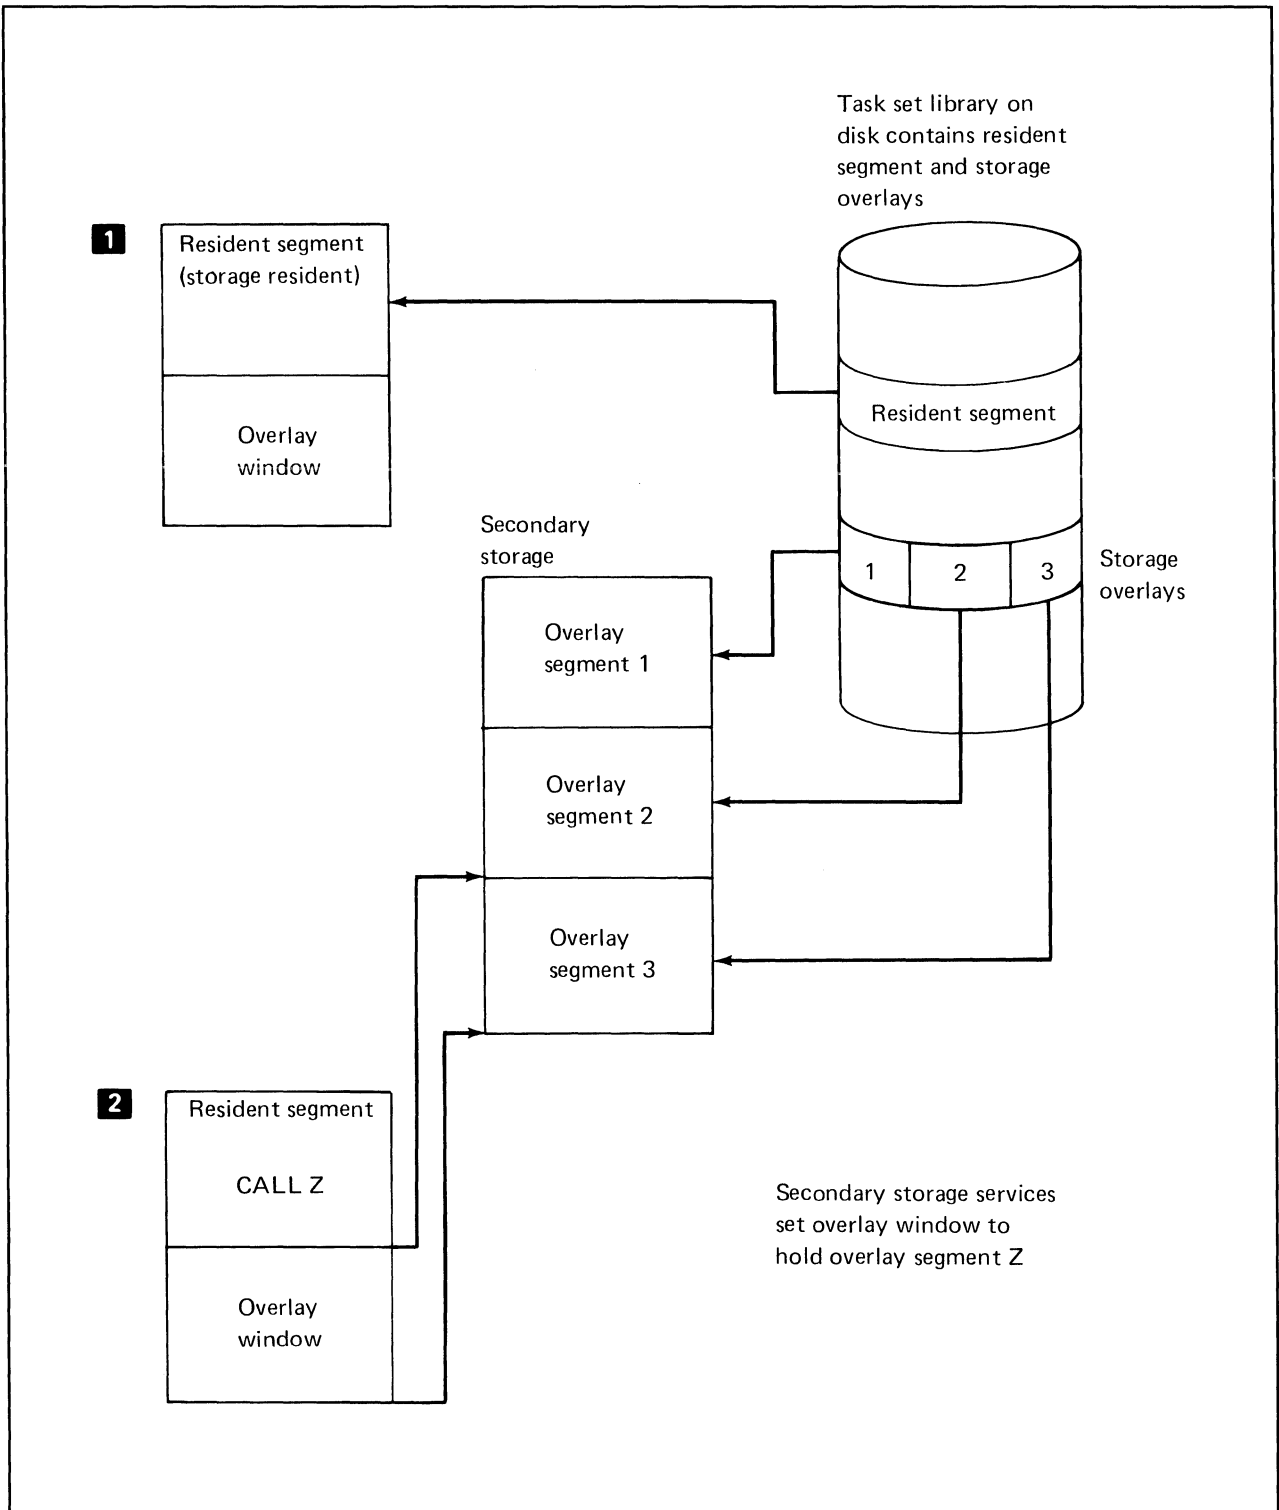 Task set library on
disk contains resident
segment and storage
overlays
1
Resident segment
(storage resident)
Overlay
window
Resident segment
1
2
3
Storage
overlays
Secondary
storage
Overlay
segment 1
Overlay
segment 2
Overlay
segment 3
2
Resident segment
CALL Z
Overlay
window
Secondary storage services
set overlay window to
hold overlay segment Z